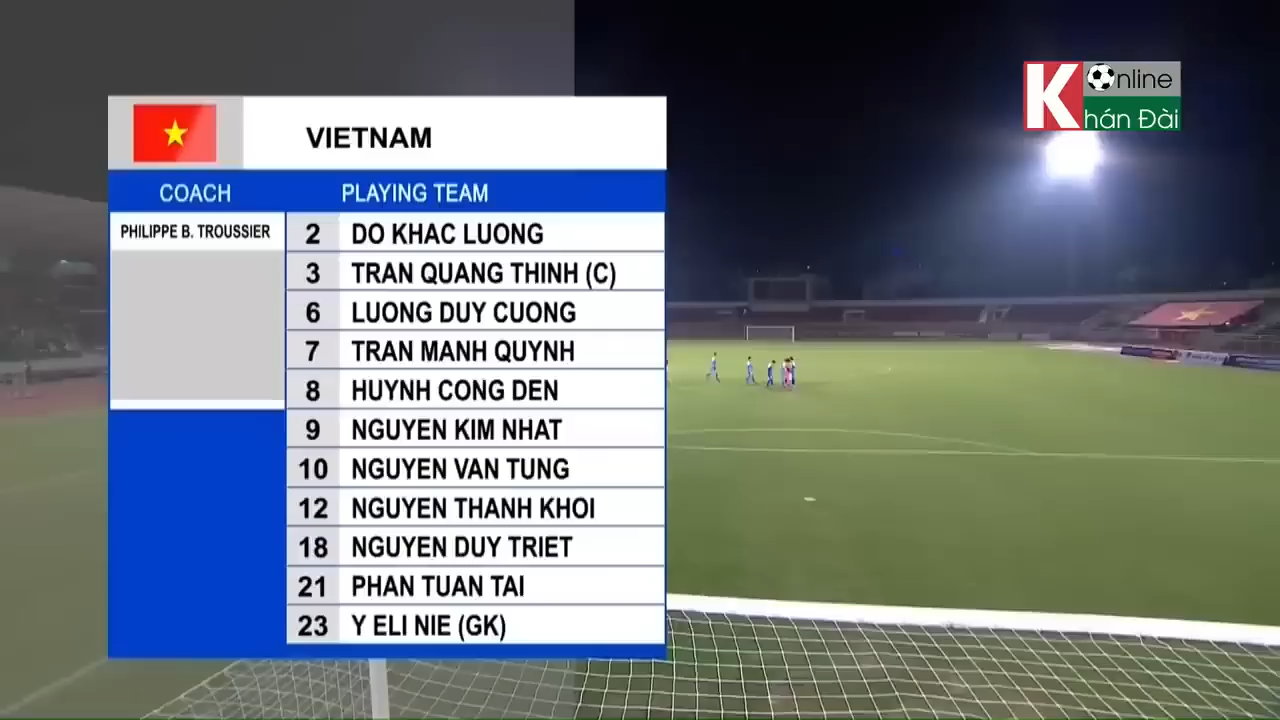 Khán Đài Online
VIETNAM
COACH
PLAYING TEAM
PHILIPPE B. TROUSSIER
2 DO KHAC LUONG
3 TRAN QUANG THINH (C)
6 LUONG DUY CUONG
7 TRAN MANH QUYNH
8 HUYNH CONG DEN
9 NGUYEN KIM NHAT
10 NGUYEN VAN TUNG
12 NGUYEN THANH KHOI
18 NGUYEN DUY TRIET
21 PHAN TUAN TAI
23 Y ELI NIE (GK)